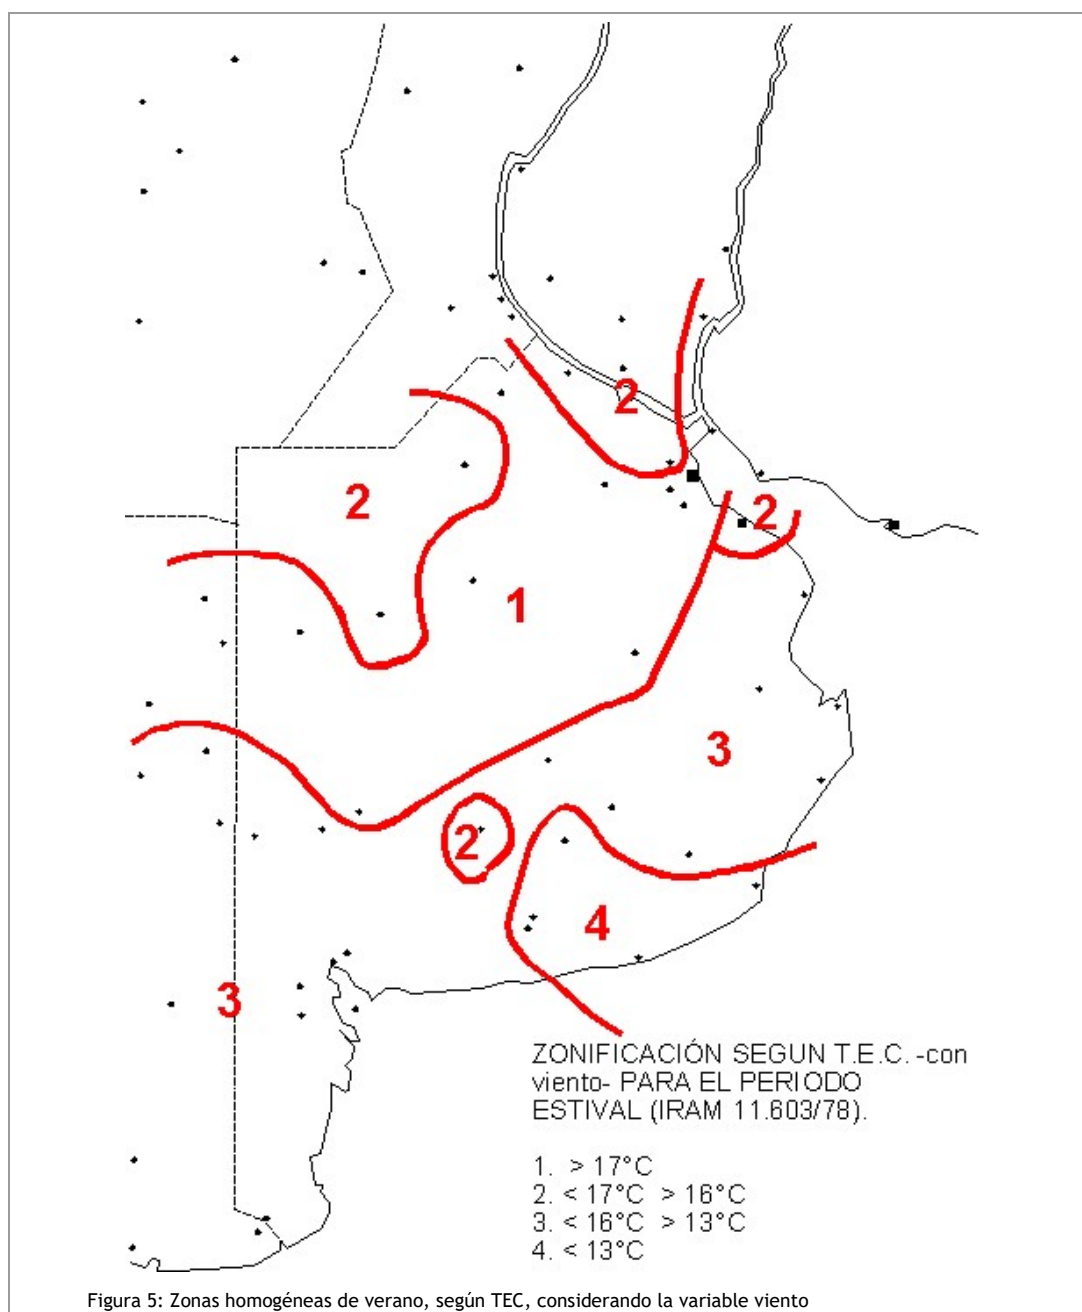 2
2
2
1
3
2
4
3
ZONIFICACIÓN SEGUN T.E.C. -con
viento- PARA EL PERIODO
ESTIVAL (IRAM 11.603/78).
1. > 17°C
2. < 17°C > 16°C
3. < 16°C > 13°C
4. < 13°C
Figura 5: Zonas homogéneas de verano, según TEC, considerando la variable viento